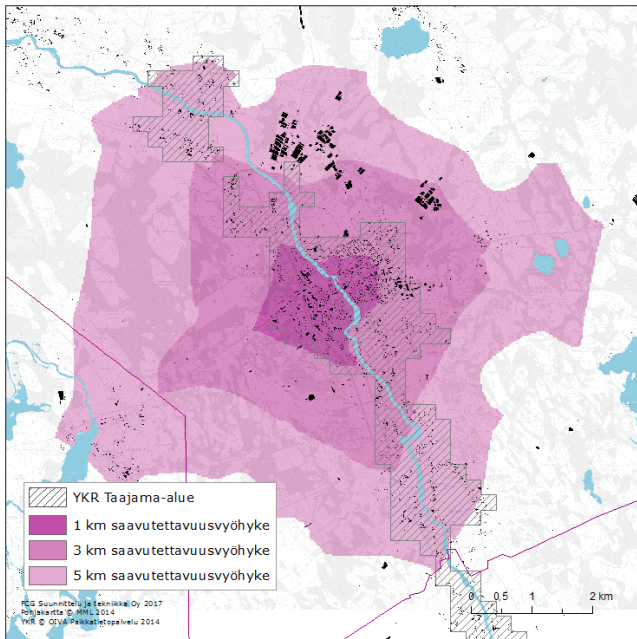 YKR Taajama-alue
1 km saavutettavuusvyöhyke
3 km saavutettavuusvyöhyke
5 km saavutettavuusvyöhyke
FCG Suunnittelu ja tekniikka Oy 2017
Pohjakartta © MML 2014
YKR © OIVA Paikkatietopalvelu 2014
0 0,5 1 2 km